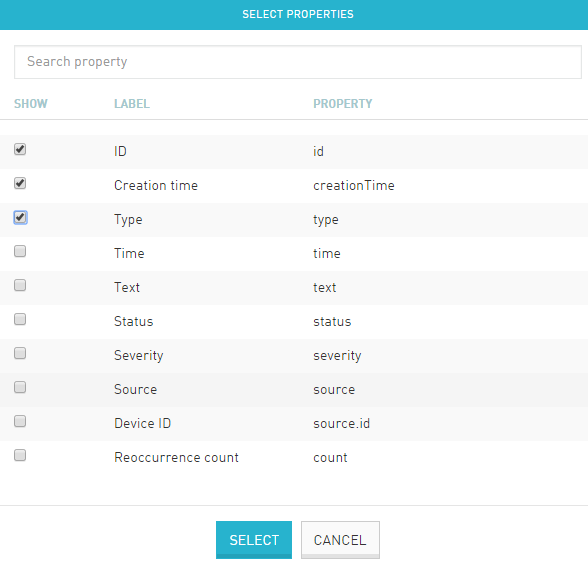 SELECT PROPERTIES
Search property
SHOW LABEL PROPERTY
ID id
Creation time creationTime
Type type
Time time
Text text
Status status
Severity severity
Source source
Device ID source.id
Reoccurrence count count
SELECT CANCEL